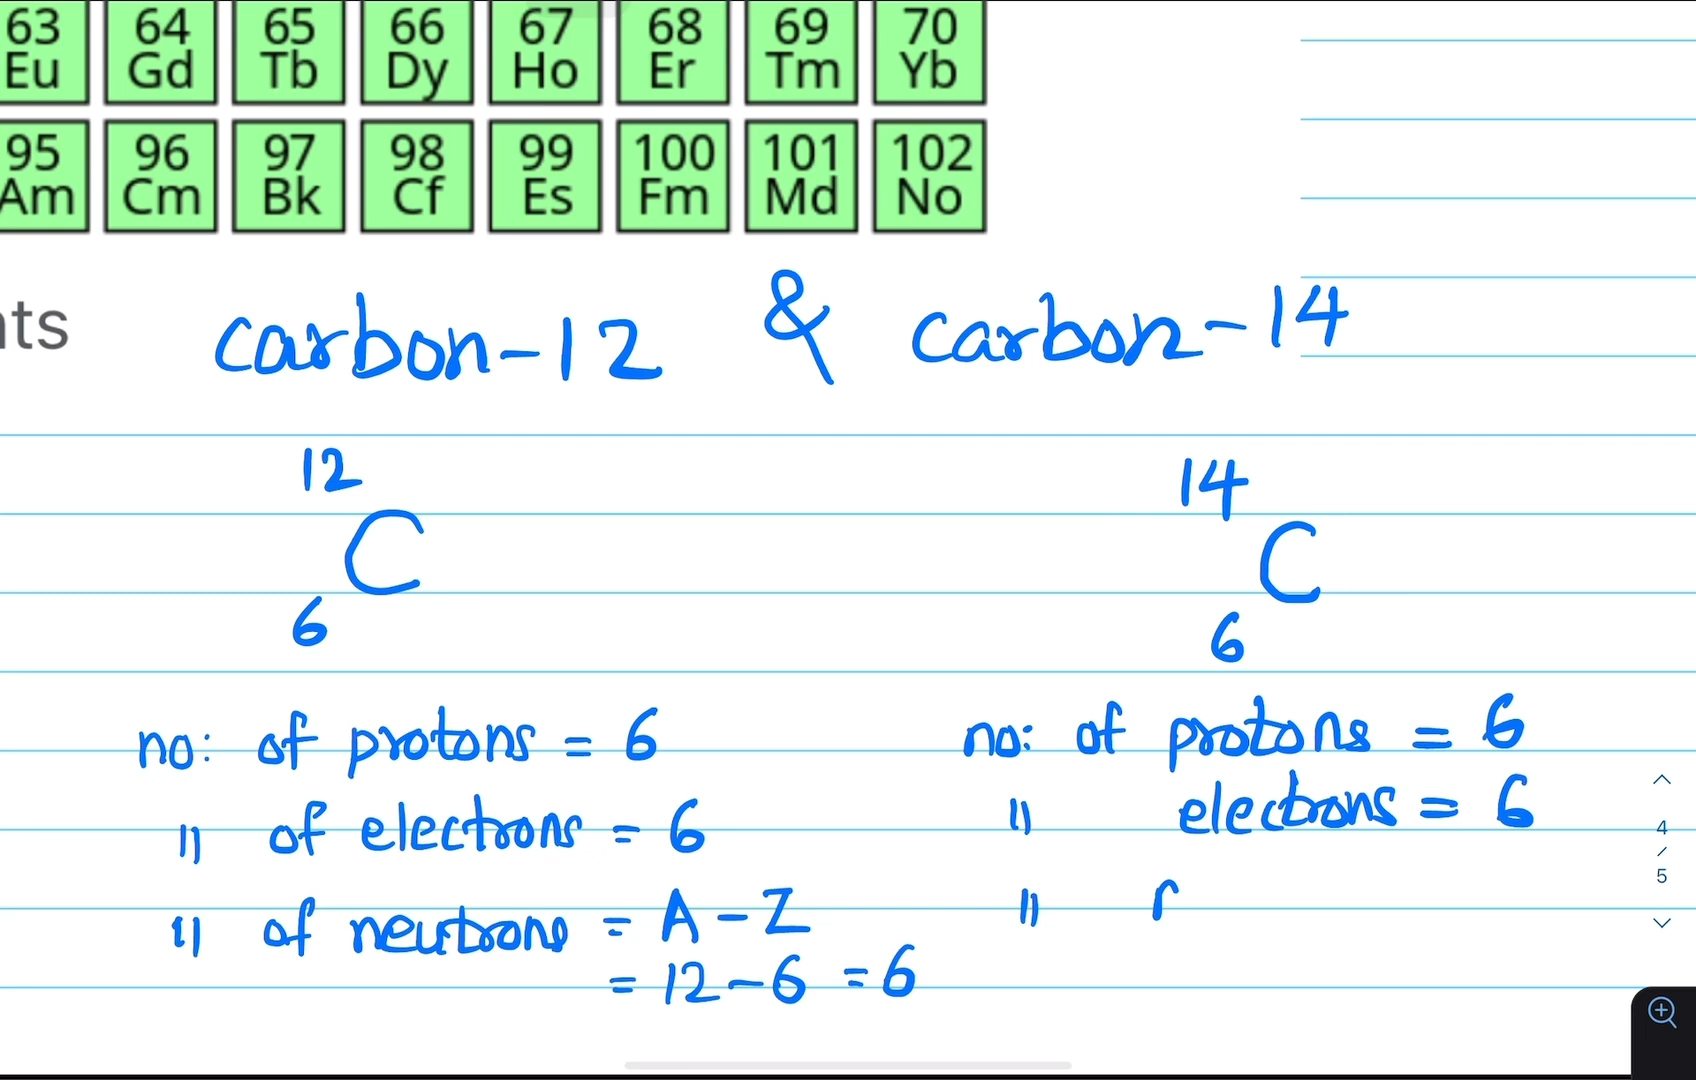 63 64 65 66 67 68 69 70
Eu Gd Tb Dy Ho Er Tm Yb
95 96 97 98 99 100 101 102
Am Cm Bk Cf Es Fm Md No
ts
carbon-12 & carbon-14
12
C
6
14
C
6
no: of protons = 6
" of electrons = 6
" of neutrons = A - Z
= 12 - 6 = 6
no: of protons = 6
" electrons = 6
"
4
/
5